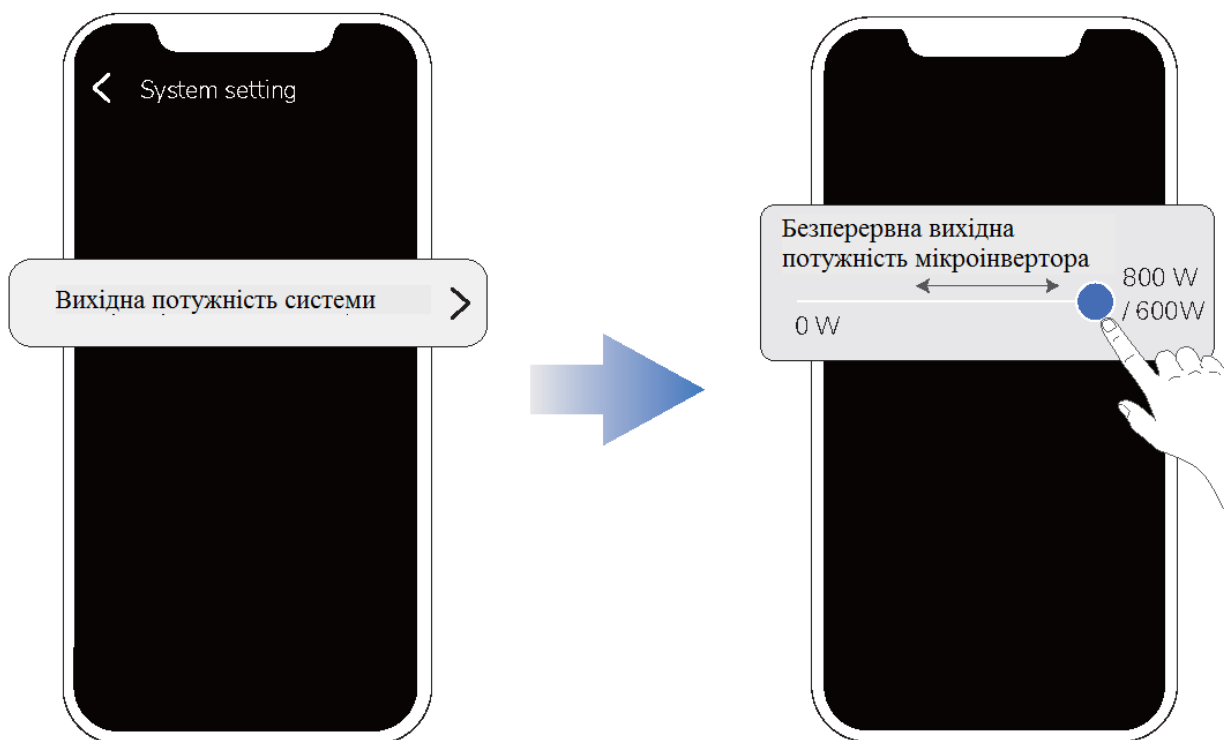 System setting
Вихідна потужність системи
Безперервна вихідна
потужність мікроінвертора
800 W
/ 600W
0 W